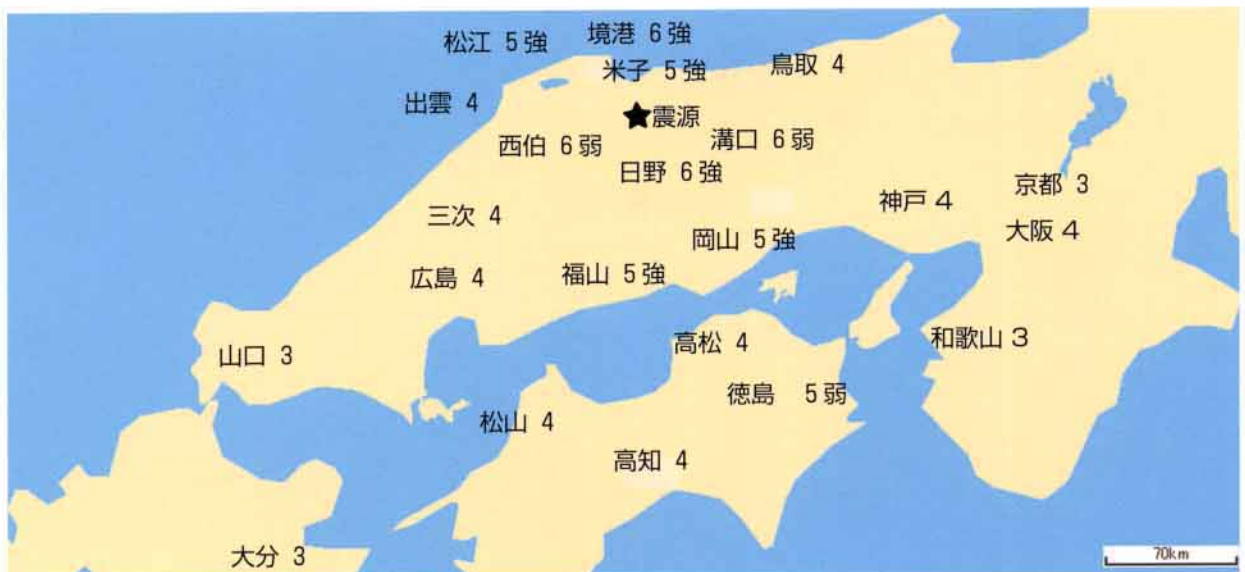 境港 6強
松江 5強
米子 5強
鳥取 4
出雲 4
★震源
西伯 6弱
溝口 6弱
日野 6強
京都 3
神戸 4
三次 4
大阪 4
岡山 5強
広島 4
福山 5強
和歌山 3
高松 4
山口 3
徳島 5弱
松山 4
高知 4
大分 3
70km